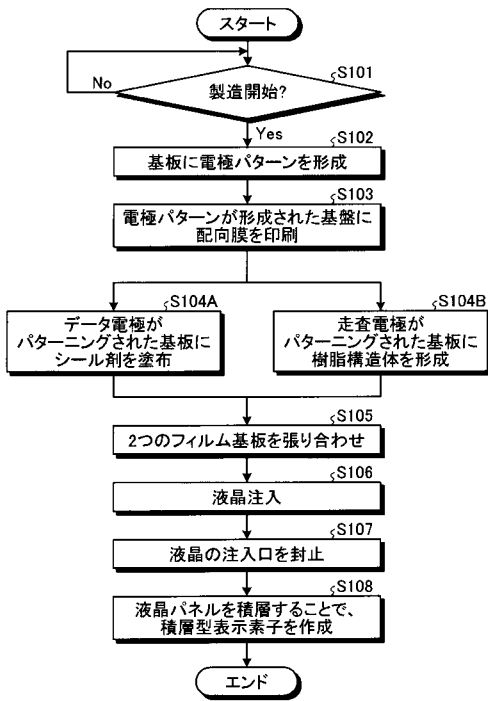 スタート
S101
製造開始?
No
Yes
S102
基板に電極パターンを形成
S103
電極パターンが形成された基盤に
配向膜を印刷
S104A
データ電極が
パターニングされた基板に
シール剤を塗布
S104B
走査電極が
パターニングされた基板に
樹脂構造体を形成
S105
2つのフィルム基板を張り合わせ
S106
液晶注入
S107
液晶の注入口を封止
S108
液晶パネルを積層することで、
積層型表示素子を作成
エンド